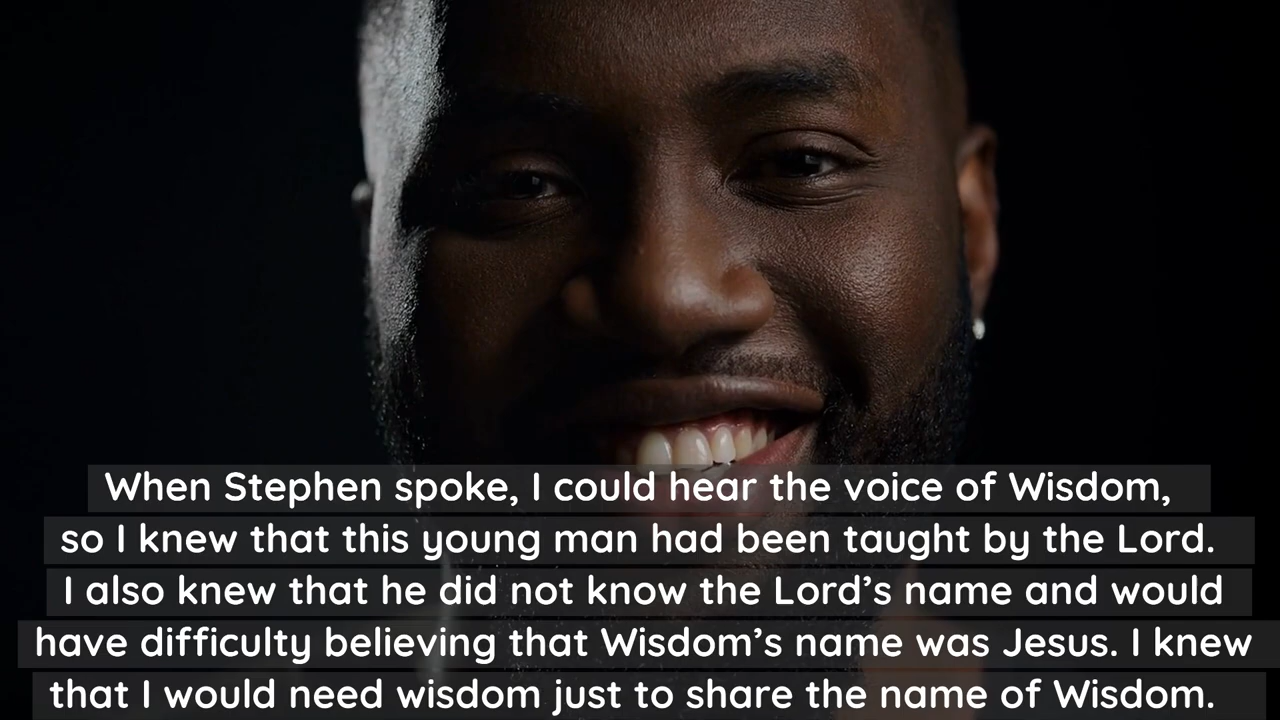 When Stephen spoke, I could hear the voice of Wisdom,
so I knew that this young man had been taught by the Lord.
I also knew that he did not know the Lord’s name and would
have difficulty believing that Wisdom’s name was Jesus. I knew
that I would need wisdom just to share the name of Wisdom.